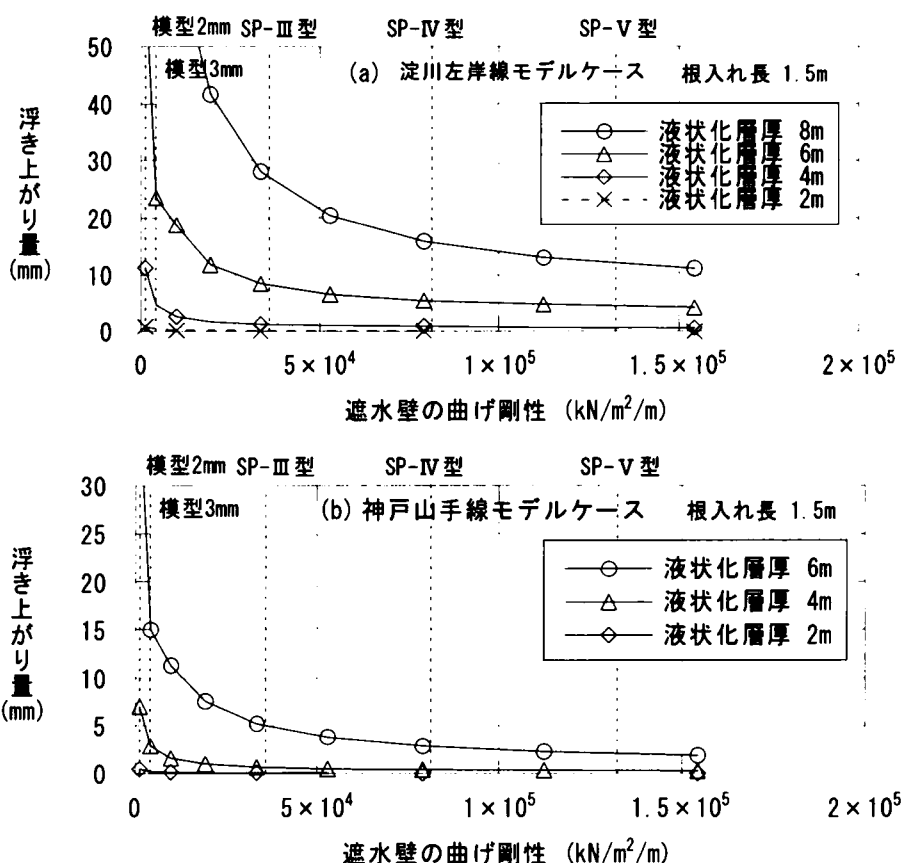 模型2mm SP-Ⅲ型 SP-Ⅳ型 SP-Ⅴ型
模型3mm
(a) 淀川左岸線モデルケース 根入れ長 1.5m
液状化層厚 8m
液状化層厚 6m
液状化層厚 4m
液状化層厚 2m
浮き上がり量
(mm)
50
40
30
20
10
0
0 5×10⁴ 1×10⁵ 1.5×10⁵ 2×10⁵
遮水壁の曲げ剛性 (kN/m²/m)
模型2mm SP-Ⅲ型 SP-Ⅳ型 SP-Ⅴ型
模型3mm
(b) 神戸山手線モデルケース 根入れ長 1.5m
液状化層厚 6m
液状化層厚 4m
液状化層厚 2m
浮き上がり量
(mm)
30
25
20
15
10
5
0
0 5×10⁴ 1×10⁵ 1.5×10⁵ 2×10⁵
遮水壁の曲げ剛性 (kN/m²/m)